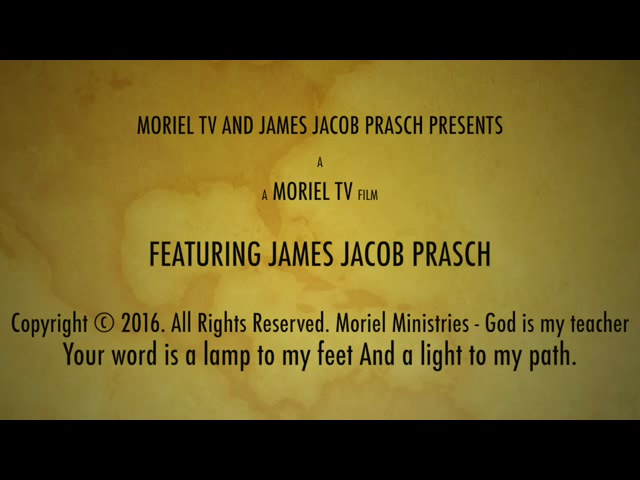 MORIEL TV AND JAMES JACOB PRASCH PRESENTS
A
A MORIEL TV FILM
FEATURING JAMES JACOB PRASCH
Copyright © 2016. All Rights Reserved. Moriel Ministries - God is my teacher
Your word is a lamp to my feet And a light to my path.